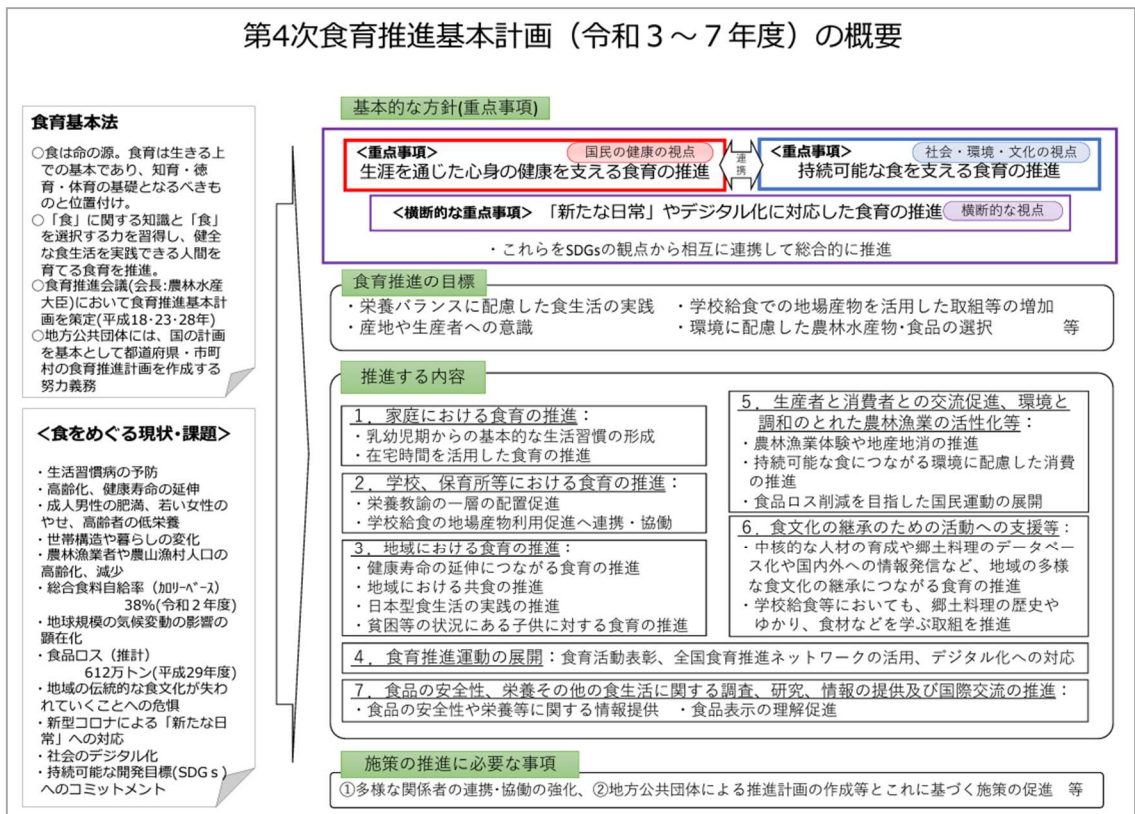 第4次食育推進基本計画（令和３～７年度）の概要
食育基本法
○食は命の源。食育は生きる上
での基本であり、知育・徳
育・体育の基礎となるべきも
のと位置付け。
○「食」に関する知識と「食」
を選択する力を習得し、健全
な食生活を実践できる人間を
育てる食育を推進。
○食育推進会議(会長:農林水産
大臣)において食育推進基本計
画を策定(平成18･23･28年)
○地方公共団体には、国の計画
を基本として都道府県・市町
村の食育推進計画を作成する
努力義務
＜食をめぐる現状･課題＞
・生活習慣病の予防
・高齢化、健康寿命の延伸
・成人男性の肥満、若い女性の
やせ、高齢者の低栄養
・世帯構造や暮らしの変化
・農林漁業者や農山漁村人口の
高齢化、減少
・総合食料自給率（ｶﾛﾘｰﾍﾞｰｽ）
38%(令和２年度)
・地球規模の気候変動の影響の
顕在化
・食品ロス（推計）
612万トン(平成29年度)
・地域の伝統的な食文化が失わ
れていくことへの危惧
・新型コロナによる「新たな日
常」への対応
・社会のデジタル化
・持続可能な開発目標(SDGｓ)
へのコミットメント
基本的な方針(重点事項)
<重点事項>
国民の健康の視点
生涯を通じた心身の健康を支える食育の推進
連携
<重点事項>
社会・環境・文化の視点
持続可能な食を支える食育の推進
<横断的な重点事項> 「新たな日常」やデジタル化に対応した食育の推進 横断的な視点
・これらをSDGsの観点から相互に連携して総合的に推進
食育推進の目標
・栄養バランスに配慮した食生活の実践 ・学校給食での地場産物を活用した取組等の増加
・産地や生産者への意識 ・環境に配慮した農林水産物･食品の選択 等
推進する内容
１．家庭における食育の推進：
・乳幼児期からの基本的な生活習慣の形成
・在宅時間を活用した食育の推進
２．学校、保育所等における食育の推進：
・栄養教諭の一層の配置促進
・学校給食の地場産物利用促進へ連携・協働
３．地域における食育の推進：
・健康寿命の延伸につながる食育の推進
・地域における共食の推進
・日本型食生活の実践の推進
・貧困等の状況にある子供に対する食育の推進
５．生産者と消費者との交流促進、環境と
調和のとれた農林漁業の活性化等：
・農林漁業体験や地産地消の推進
・持続可能な食につながる環境に配慮した消費
の推進
・食品ロス削減を目指した国民運動の展開
６．食文化の継承のための活動への支援等：
・中核的な人材の育成や郷土料理のデータベー
ス化や国内外への情報発信など、地域の多様
な食文化の継承につながる食育の推進
・学校給食等においても、郷土料理の歴史や
ゆかり、食材などを学ぶ取組を推進
４．食育推進運動の展開：食育活動表彰、全国食育推進ネットワークの活用、デジタル化への対応
７．食品の安全性、栄養その他の食生活に関する調査、研究、情報の提供及び国際交流の推進：
・食品の安全性や栄養等に関する情報提供 ・食品表示の理解促進
施策の推進に必要な事項
①多様な関係者の連携･協働の強化、②地方公共団体による推進計画の作成等とこれに基づく施策の促進 等